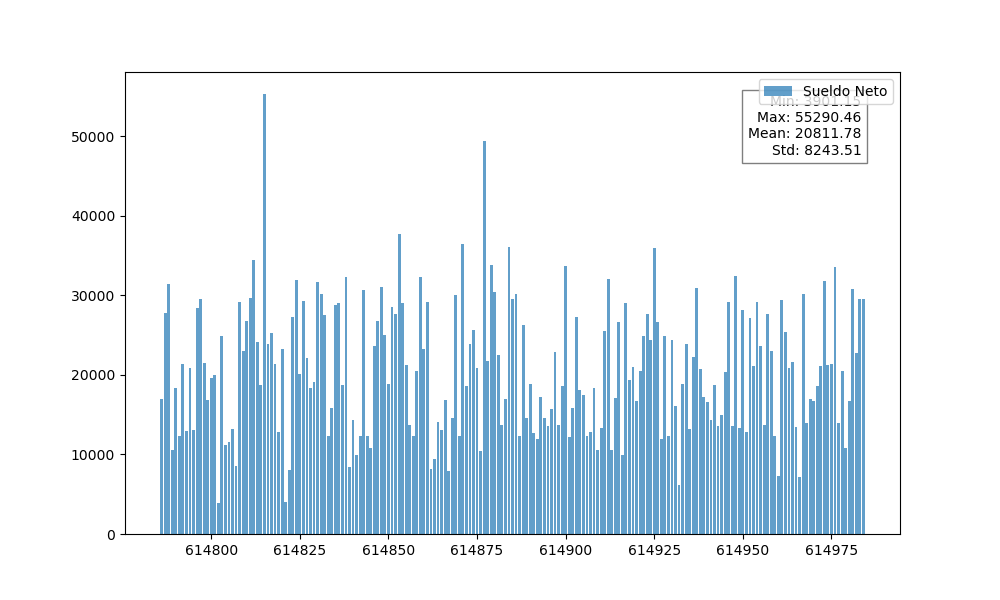 Sueldo Neto
Min: 3901.15
Max: 55290.46
Mean: 20811.78
Std: 8243.51
50000
40000
30000
20000
10000
0
614800 614825 614850 614875 614900 614925 614950 614975